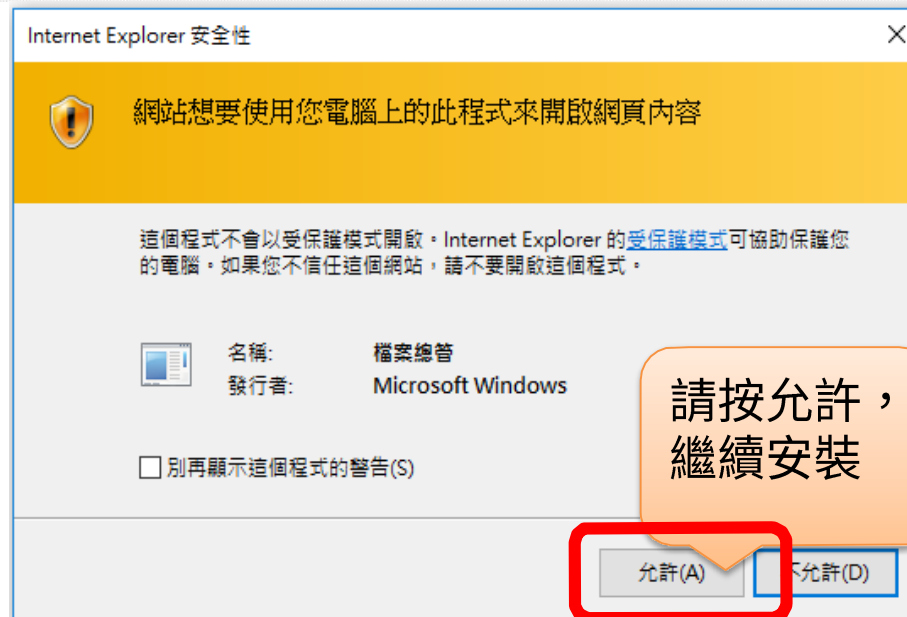 Internet Explorer 安全性
網站想要使用您電腦上的此程式來開啟網頁內容
這個程式不會以受保護模式開啟。Internet Explorer 的受保護模式可協助保護您
的電腦。如果您不信任這個網站，請不要開啟這個程式。
名稱: 檔案總管
發行者: Microsoft Windows
請按允許，
繼續安裝
別再顯示這個程式的警告(S)
允許(A) 不允許(D)